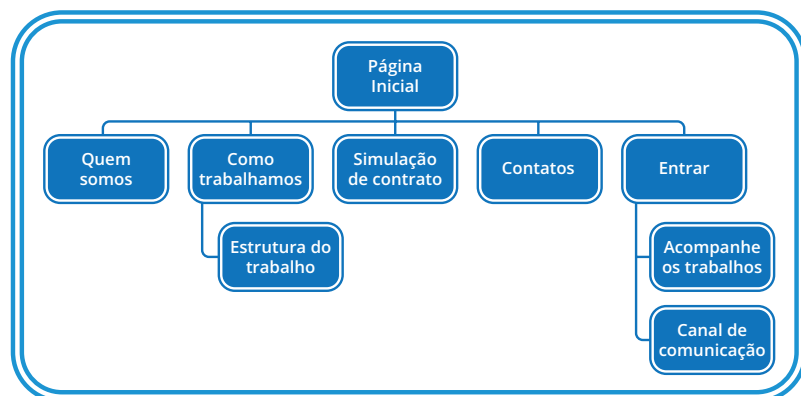 Página
Inicial
Quem
somos
Como
trabalhamos
Simulação
de contrato
Contatos
Entrar
Estrutura do
trabalho
Acompanhe
os trabalhos
Canal de
comunicação